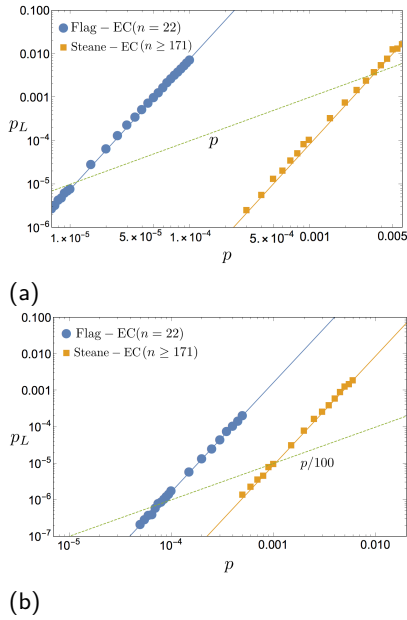 0.100
0.010
0.001
10⁻⁴
10⁻⁵
10⁻⁶
p_L
Flag – EC(n = 22)
Steane – EC(n ≥ 171)
p
1.×10⁻⁵ 5.×10⁻⁵ 1.×10⁻⁴ 5.×10⁻⁴ 0.001 0.005
p
(a)
0.100
0.010
0.001
10⁻⁴
10⁻⁵
10⁻⁶
10⁻⁷
p_L
Flag – EC(n = 22)
Steane – EC(n ≥ 171)
p/100
10⁻⁵ 10⁻⁴ 0.001 0.010
p
(b)